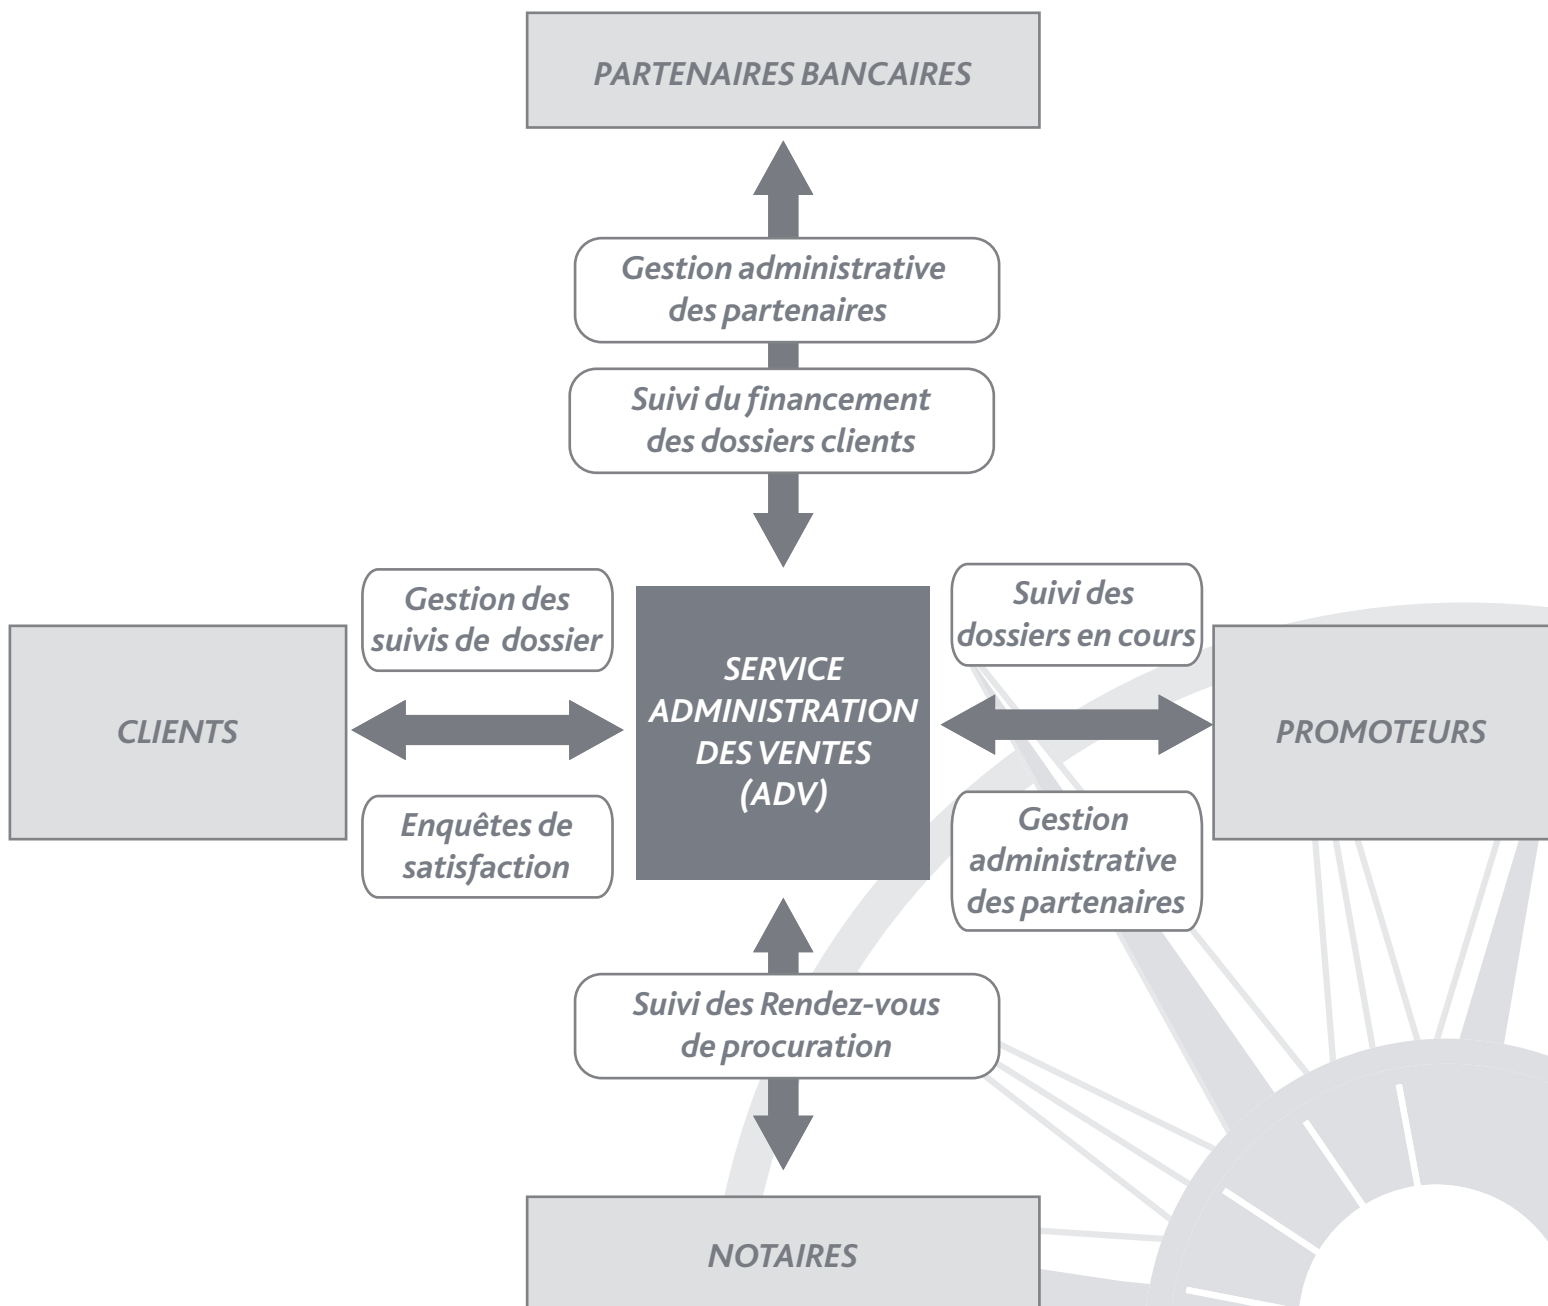 PARTENAIRES BANCAIRES
Gestion administrative
des partenaires
Suivi du financement
des dossiers clients
Gestion des
suivis de dossier
CLIENTS
Enquêtes de
satisfaction
SERVICE
ADMINISTRATION
DES VENTES
(ADV)
Suivi des
dossiers en cours
PROMOTEURS
Gestion
administrative
des partenaires
Suivi des Rendez-vous
de procuration
NOTAIRES